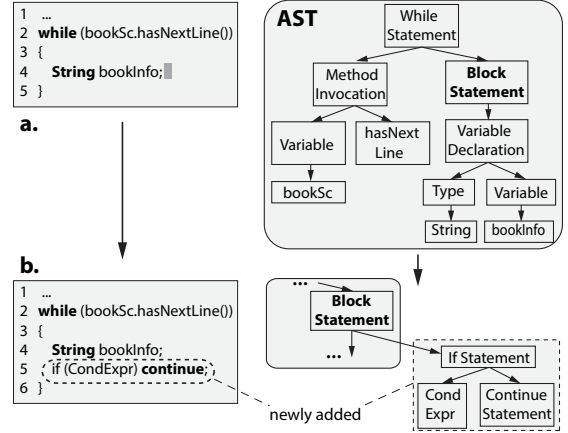 1 ...
2 while (bookSc.hasNextLine())
3 {
4 String bookInfo;
5 }
a.
AST
While
Statement
Method
Invocation
Block
Statement
Variable
hasNext
Line
Variable
Declaration
bookSc
Type
Variable
String
bookInfo
b.
1 ...
2 while (bookSc.hasNextLine())
3 {
4 String bookInfo;
5 if (CondExpr) continue;
6 }
...
Block
Statement
...
If Statement
Cond
Expr
Continue
Statement
newly added